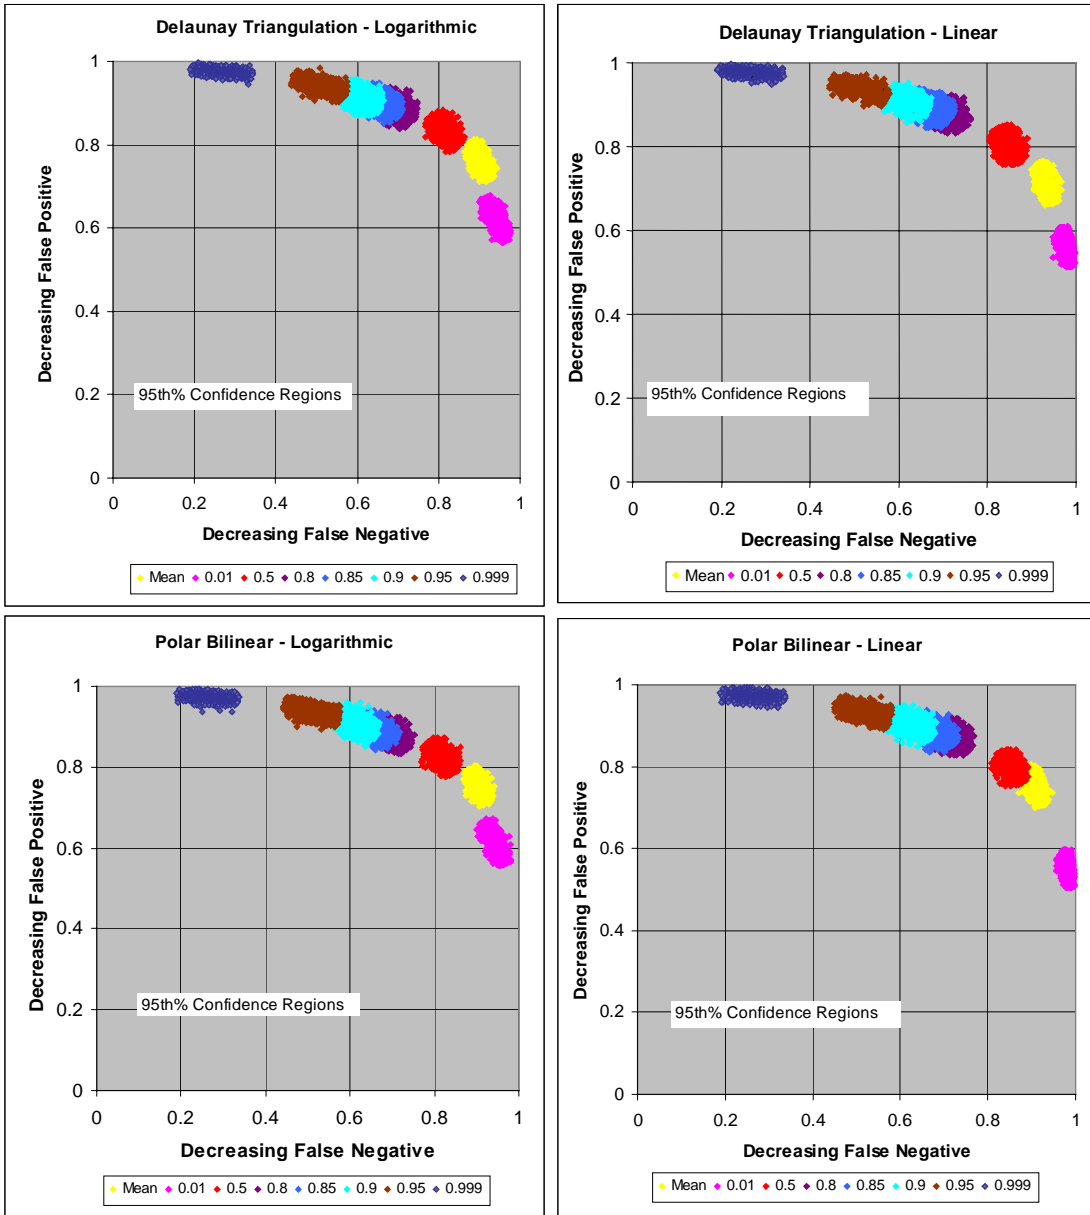 Delaunay Triangulation - Logarithmic
Decreasing False Positive
1
0.8
0.6
0.4
0.2
0
95th% Confidence Regions
0 0.2 0.4 0.6 0.8 1
Decreasing False Negative
Mean 0.01 0.5 0.8 0.85 0.9 0.95 0.999
Delaunay Triangulation - Linear
Decreasing False Positive
1
0.8
0.6
0.4
0.2
0
95th% Confidence Regions
0 0.2 0.4 0.6 0.8 1
Decreasing False Negative
Mean 0.01 0.5 0.8 0.85 0.9 0.95 0.999
Polar Bilinear - Logarithmic
Decreasing False Positive
1
0.8
0.6
0.4
0.2
0
95th% Confidence Regions
0 0.2 0.4 0.6 0.8 1
Decreasing False Negative
Mean 0.01 0.5 0.8 0.85 0.9 0.95 0.999
Polar Bilinear - Linear
Decreasing False Positive
1
0.8
0.6
0.4
0.2
0
95th% Confidence Regions
0 0.2 0.4 0.6 0.8 1
Decreasing False Negative
Mean 0.01 0.5 0.8 0.85 0.9 0.95 0.999